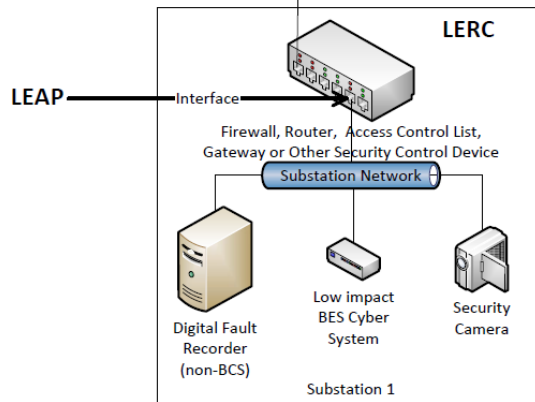 LERC
LEAP
Interface
Firewall, Router, Access Control List,
Gateway or Other Security Control Device
Substation Network
Digital Fault
Recorder
(non-BCS)
Low impact
BES Cyber
System
Security
Camera
Substation 1